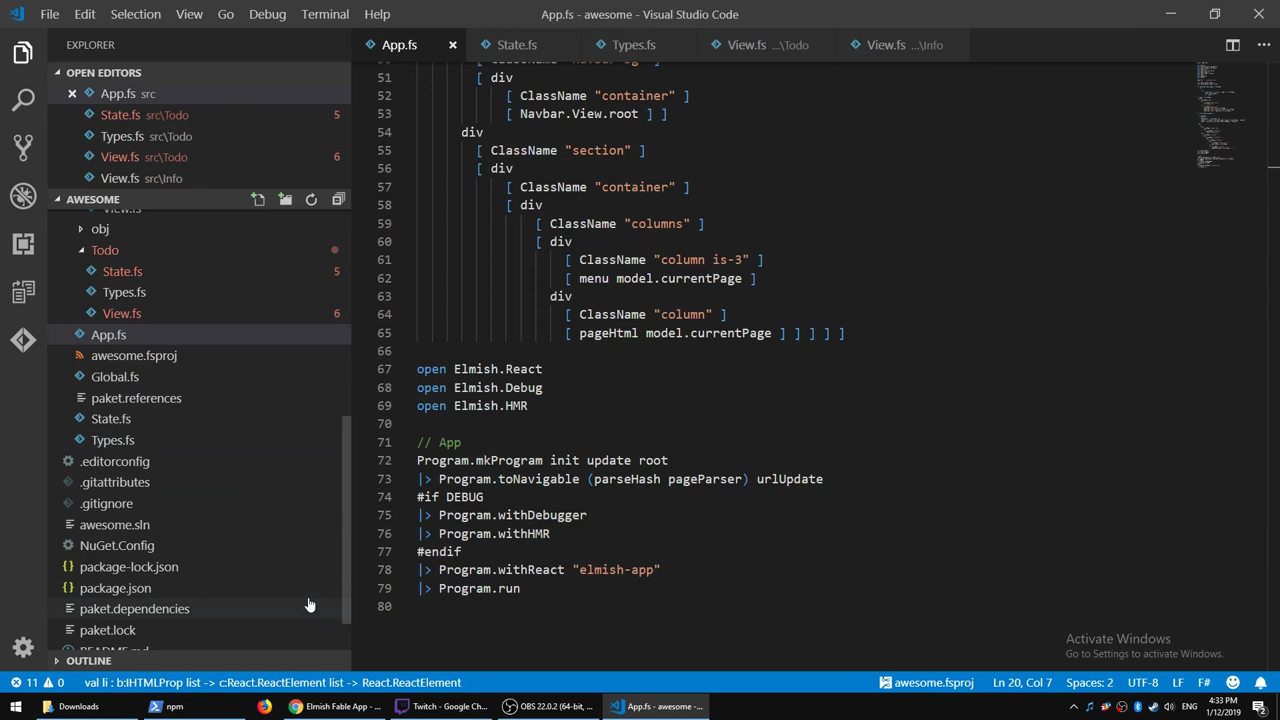 File Edit Selection View Go Debug Terminal Help App.fs - awesome - Visual Studio Code
EXPLORER
OPEN EDITORS
App.fs src
State.fs src\Todo 5
Types.fs src\Todo
View.fs src\Todo 6
View.fs src\Info
AWESOME
View.fs
obj
Todo
State.fs 5
Types.fs
View.fs 6
App.fs
awesome.fsproj
Global.fs
paket.references
State.fs
Types.fs
.editorconfig
.gitattributes
.gitignore
awesome.sln
NuGet.Config
package-lock.json
package.json
paket.dependencies
paket.lock
README.md
OUTLINE
App.fs State.fs Types.fs View.fs ...\Todo View.fs ...\Info
51 [ div
52 [ ClassName "container" ]
53 [ Navbar.View.root ] ]
54 div
55 [ ClassName "section" ]
56 [ div
57 [ ClassName "container" ]
58 [ div
59 [ ClassName "columns" ]
60 [ div
61 [ ClassName "column is-3" ]
62 [ menu model.currentPage ]
63 div
64 [ ClassName "column" ]
65 [ pageHtml model.currentPage ] ] ] ] ]
66
67 open Elmish.React
68 open Elmish.Debug
69 open Elmish.HMR
70
71 // App
72 Program.mkProgram init update root
73 |> Program.toNavigable (parseHash pageParser) urlUpdate
74 #if DEBUG
75 |> Program.withDebugger
76 |> Program.withHMR
77 #endif
78 |> Program.withReact "elmish-app"
79 |> Program.run
80
Activate Windows
Go to Settings to activate Windows.
11 0 val li : b:IHTMLProp list -> c:React.ReactElement list -> React.ReactElement awesome.fsproj Ln 20, Col 7 Spaces: 2 UTF-8 LF F#
Downloads npm Elmish Fable App - ... Twitch - Google Ch... OBS 22.0.2 (64-bit, ... App.fs - awesome -... 4:33 PM
1/12/2019 2